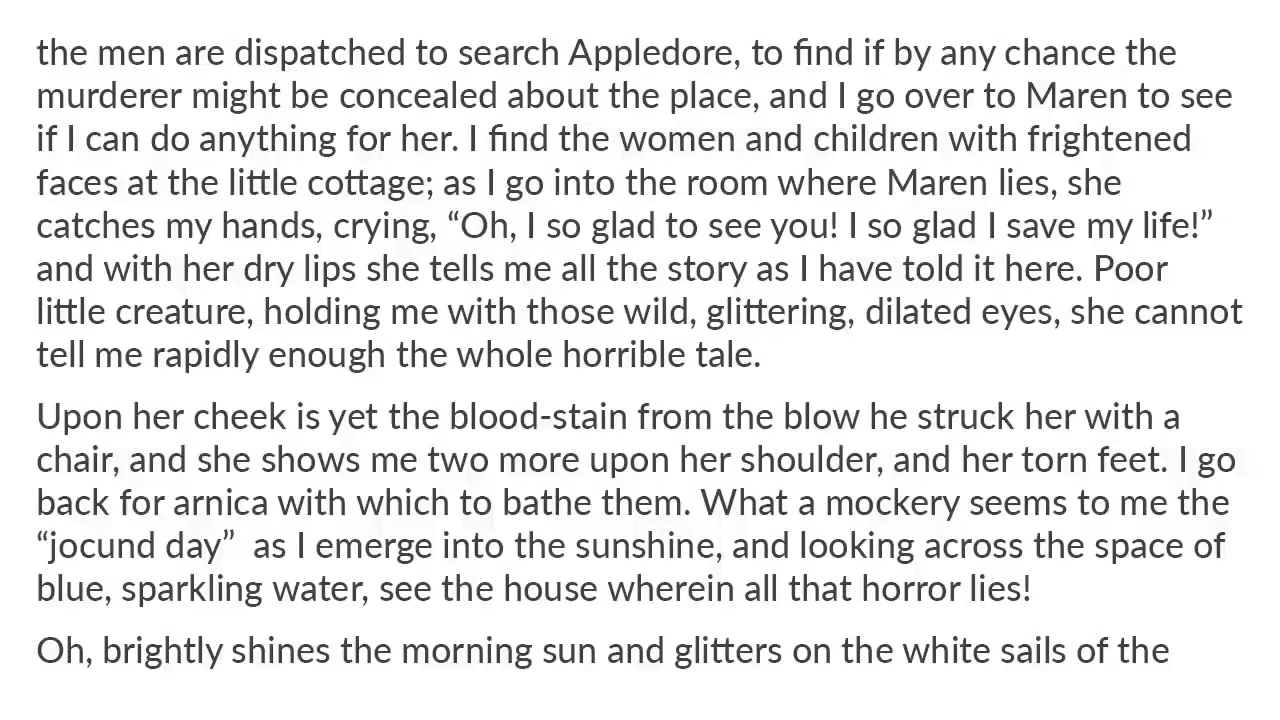 the men are dispatched to search Appledore, to find if by any chance the
murderer might be concealed about the place, and I go over to Maren to see
if I can do anything for her. I find the women and children with frightened
faces at the little cottage; as I go into the room where Maren lies, she
catches my hands, crying, “Oh, I so glad to see you! I so glad I save my life!”
and with her dry lips she tells me all the story as I have told it here. Poor
little creature, holding me with those wild, glittering, dilated eyes, she cannot
tell me rapidly enough the whole horrible tale.
Upon her cheek is yet the blood-stain from the blow he struck her with a
chair, and she shows me two more upon her shoulder, and her torn feet. I go
back for arnica with which to bathe them. What a mockery seems to me the
“jocund day”  as I emerge into the sunshine, and looking across the space of
blue, sparkling water, see the house wherein all that horror lies!
Oh, brightly shines the morning sun and glitters on the white sails of the